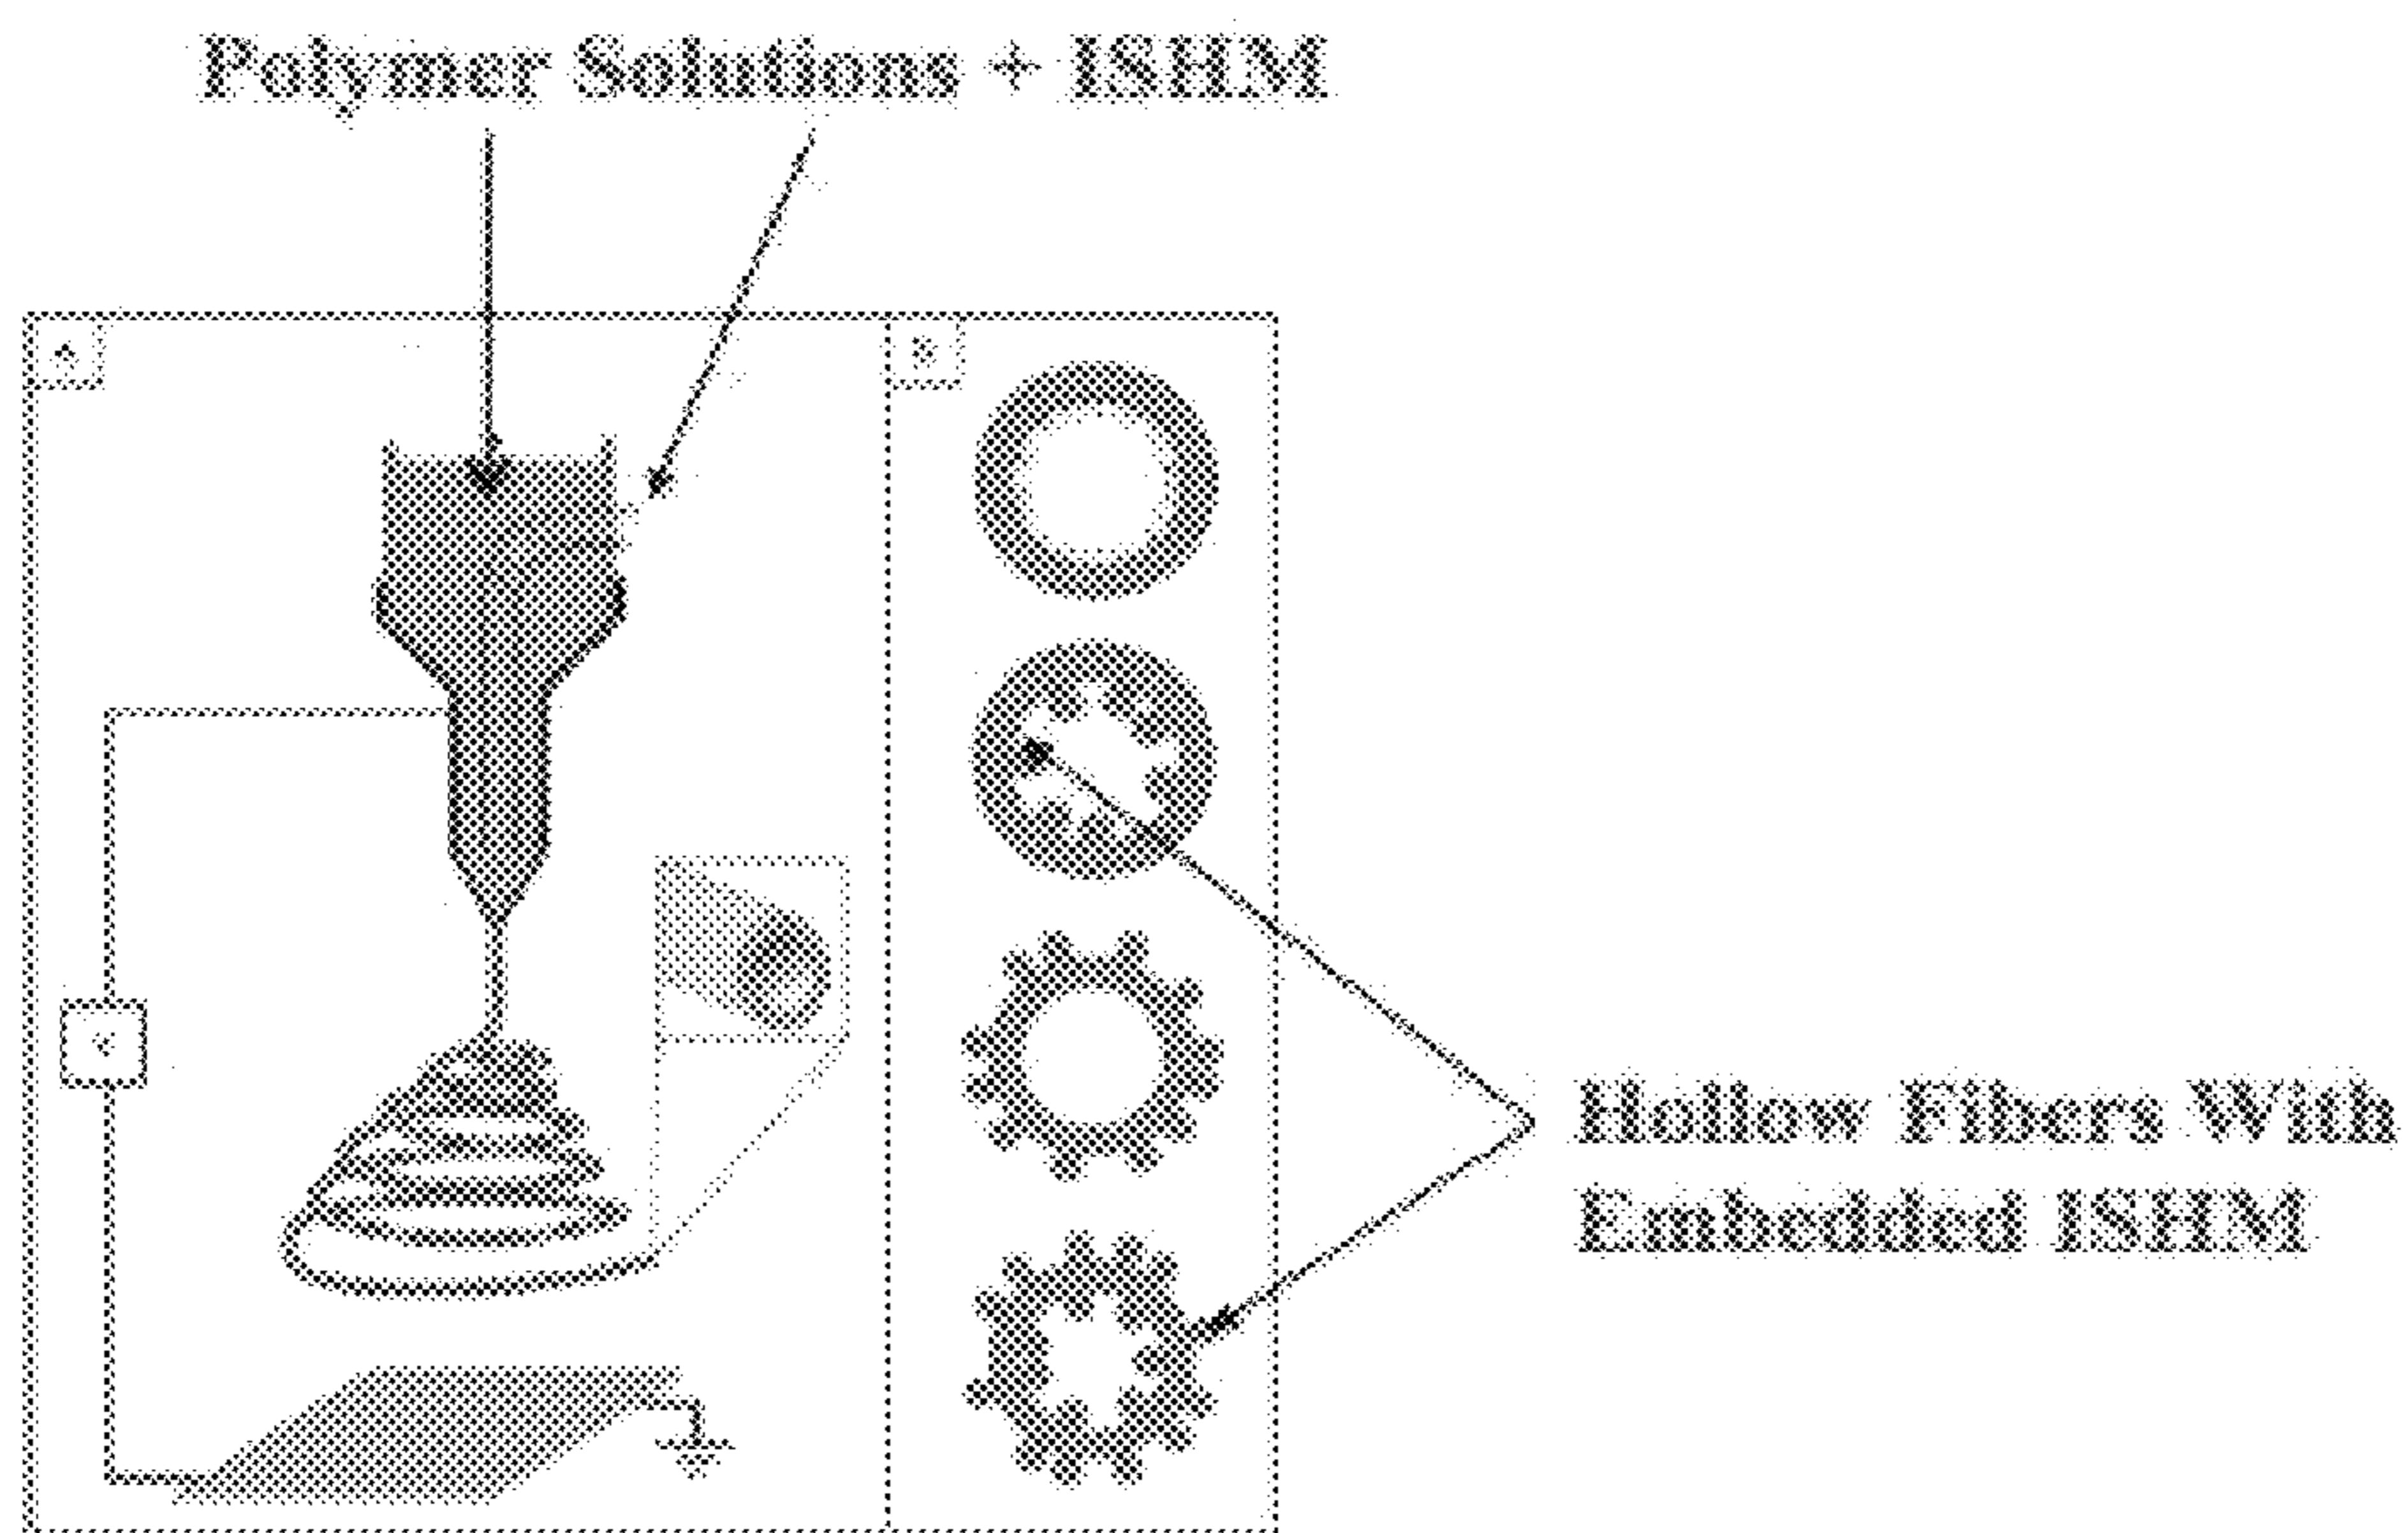 Polymer Solutions + ISHM
A
B
Hollow Fibers With
Embedded ISHM